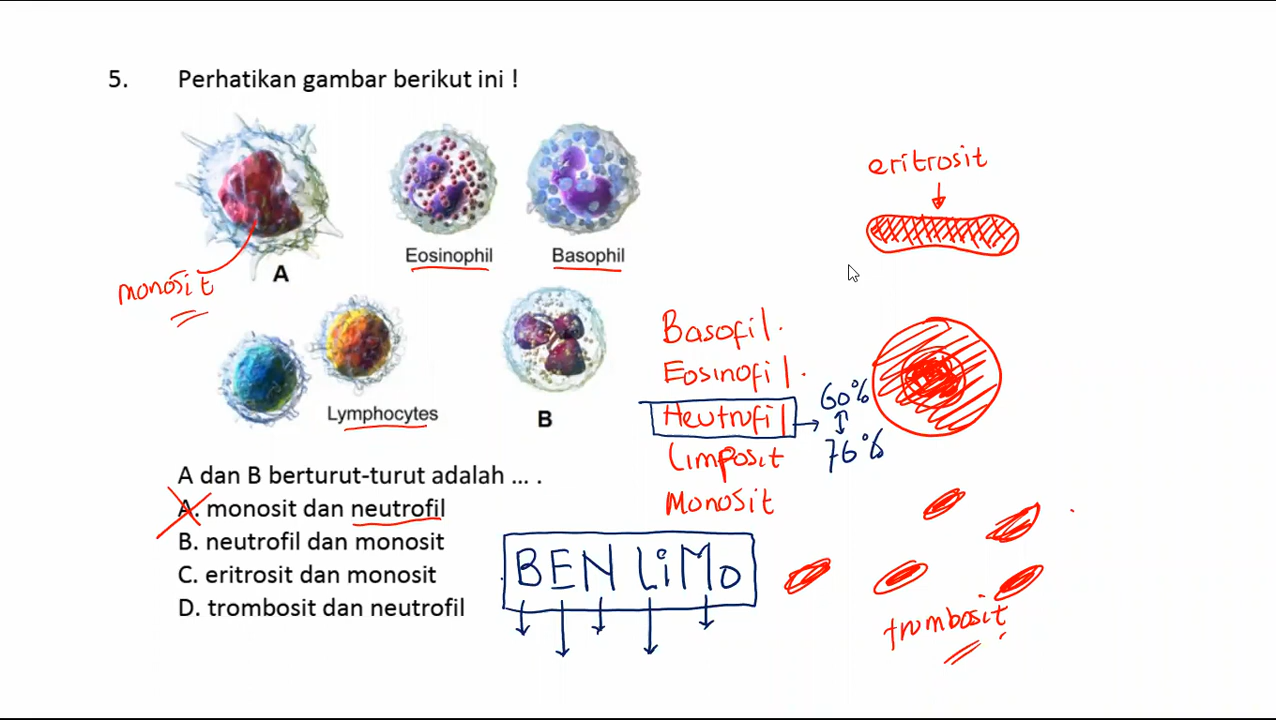 5. Perhatikan gambar berikut ini !
A
Eosinophil
Basophil
monosit
Lymphocytes
B
eritrosit
Basofil.
Eosinofil.
Heutrofil → 60%
↕
76%
Limposit
Monosit
A dan B berturut-turut adalah ... .
A. monosit dan neutrofil
B. neutrofil dan monosit
C. eritrosit dan monosit
D. trombosit dan neutrofil
BEN LiMo
trombosit